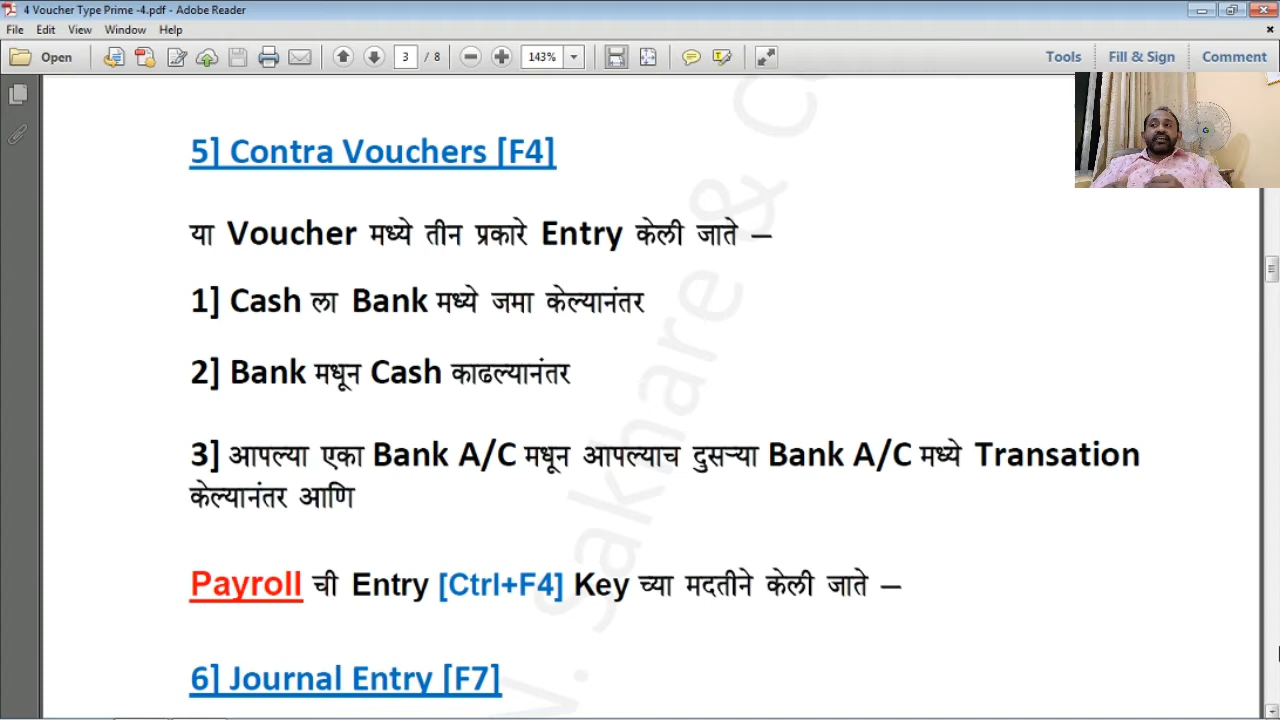 4 Voucher Type Prime -4.pdf - Adobe Reader
File Edit View Window Help
Open 3 / 8 143% Tools Fill & Sign Comment
5] Contra Vouchers [F4]
या Voucher मध्ये तीन प्रकारे Entry केली जाते –
1] Cash ला Bank मध्ये जमा केल्यानंतर
2] Bank मधून Cash काढल्यानंतर
3] आपल्या एका Bank A/C मधून आपल्याच दुसऱ्या Bank A/C मध्ये Transation
केल्यानंतर आणि
Payroll ची Entry [Ctrl+F4] Key च्या मदतीने केली जाते –
6] Journal Entry [F7]
. Sakhare & C